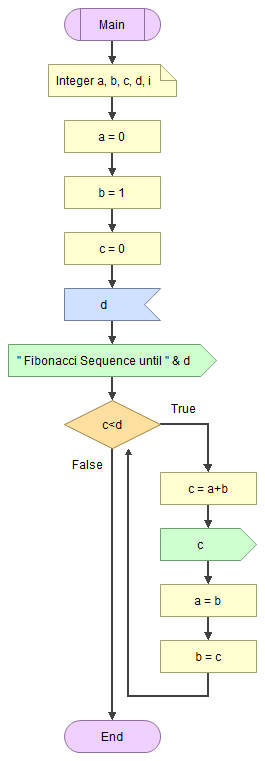 Main
Integer a, b, c, d, i
a = 0
b = 1
c = 0
d
" Fibonacci Sequence until " & d
c<d
True
False
c = a+b
c
a = b
b = c
End